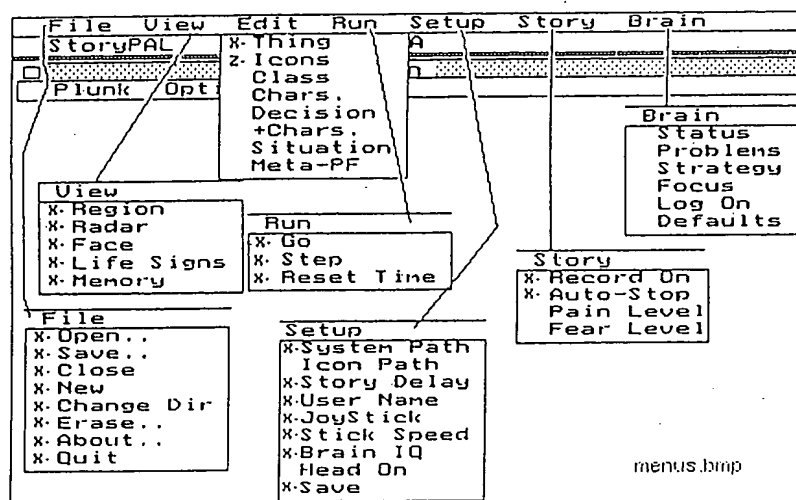 File View Edit Run Setup Story Brain
StoryPAL A
x· Thing
z· Icons
Class
Chars.
Decision
+Chars.
Situation
Meta-PF
Plunk Opti
View
x· Region
x· Radar
x· Face
x· Life Signs
x· Memory
Run
x· Go
x· Step
x· Reset Time
Brain
Status
Problems
Strategy
Focus
Log On
Defaults
Story
x· Record On
x· Auto-Stop
Pain Level
Fear Level
File
x· Open..
x· Save..
x· Close
x· New
x· Change Dir
x· Erase..
x· About..
x· Quit
Setup
x· System Path
Icon Path
x· Story Delay
x· User Name
x· JoyStick
x· Stick Speed
x· Brain IQ
Head On
x· Save
menus.bmp